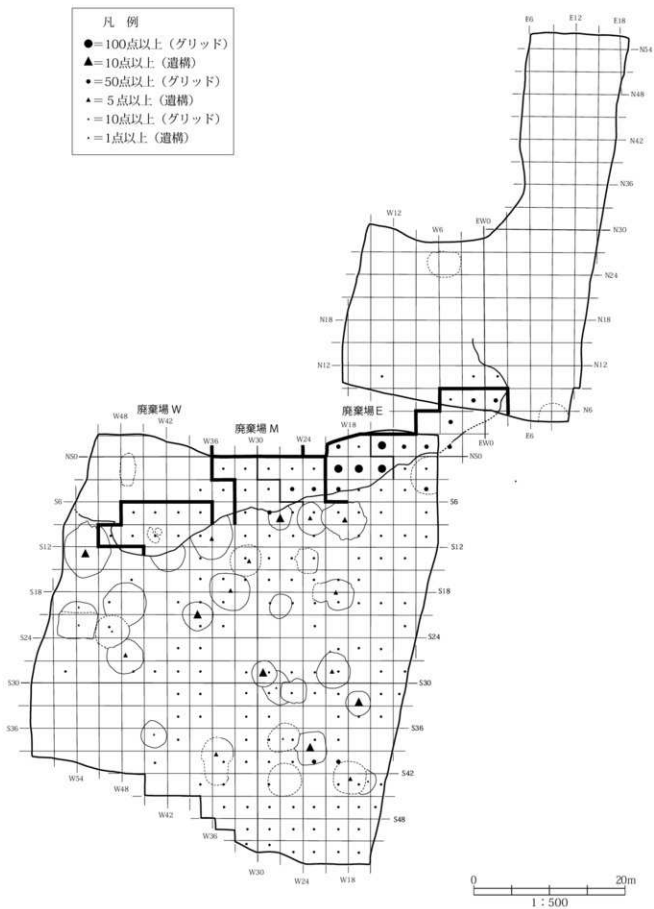 凡 例
●=100点以上(グリッド)
▲=10点以上(遺構)
●=50点以上(グリッド)
▲=5点以上(遺構)
・=10点以上(グリッド)
・=1点以上(遺構)
E6 E12 E18
N54
N48
N42
N36
W12 W6 EW0 N30
N24
N18 N18
N12 N12
N6
EW0 E6
廃棄場W 廃棄場M 廃棄場E
W48 W42 W36 W30 W24 W18
NS0 NS0
S6 S6
S12 S12
S18 S18
S24 S24
S30 S30
S36 S36
S42
S48
W54 W48 W42 W36 W30 W24 W18
0 20m
1:500